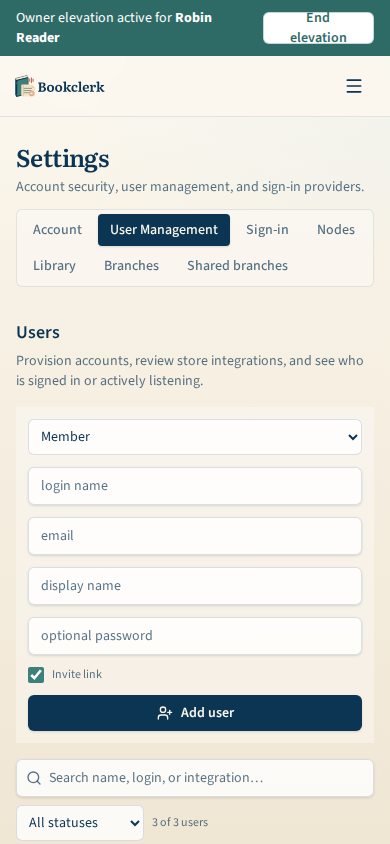 Owner elevation active for Robin
Reader
End
elevation
Bookclerk
Settings
Account security, user management, and sign-in providers.
Account
User Management
Sign-in
Nodes
Library
Branches
Shared branches
Users
Provision accounts, review store integrations, and see who
is signed in or actively listening.
Member
login name
email
display name
optional password
Invite link
Add user
Search name, login, or integration…
All statuses
3 of 3 users